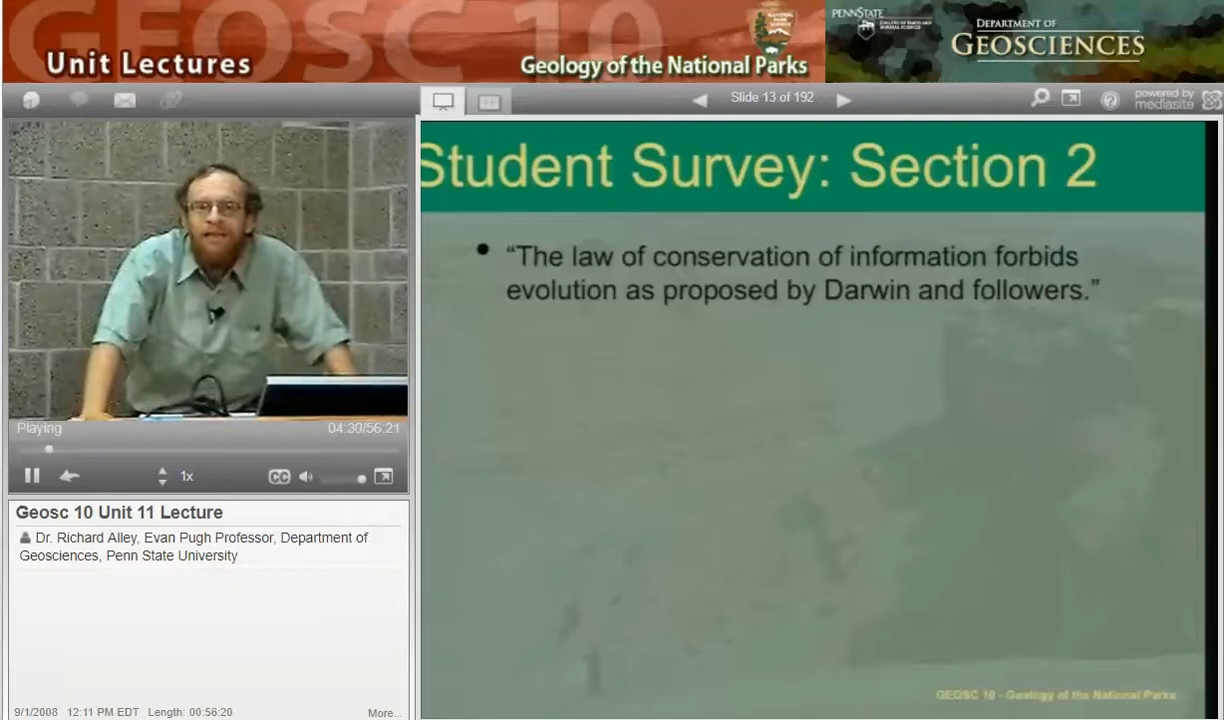 GEOSC 10
Unit Lectures
Geology of the National Parks
PENNSTATE
DEPARTMENT OF
GEOSCIENCES
Slide 13 of 192
powered by
mediasite
Student Survey: Section 2
• “The law of conservation of information forbids
evolution as proposed by Darwin and followers.”
GEOSC 10 - Geology of the National Parks
Playing
04:30/56:21
1x
CC
Geosc 10 Unit 11 Lecture
Dr. Richard Alley, Evan Pugh Professor, Department of
Geosciences, Penn State University
9/1/2008 12:11 PM EDT Length: 00:56:20
More...